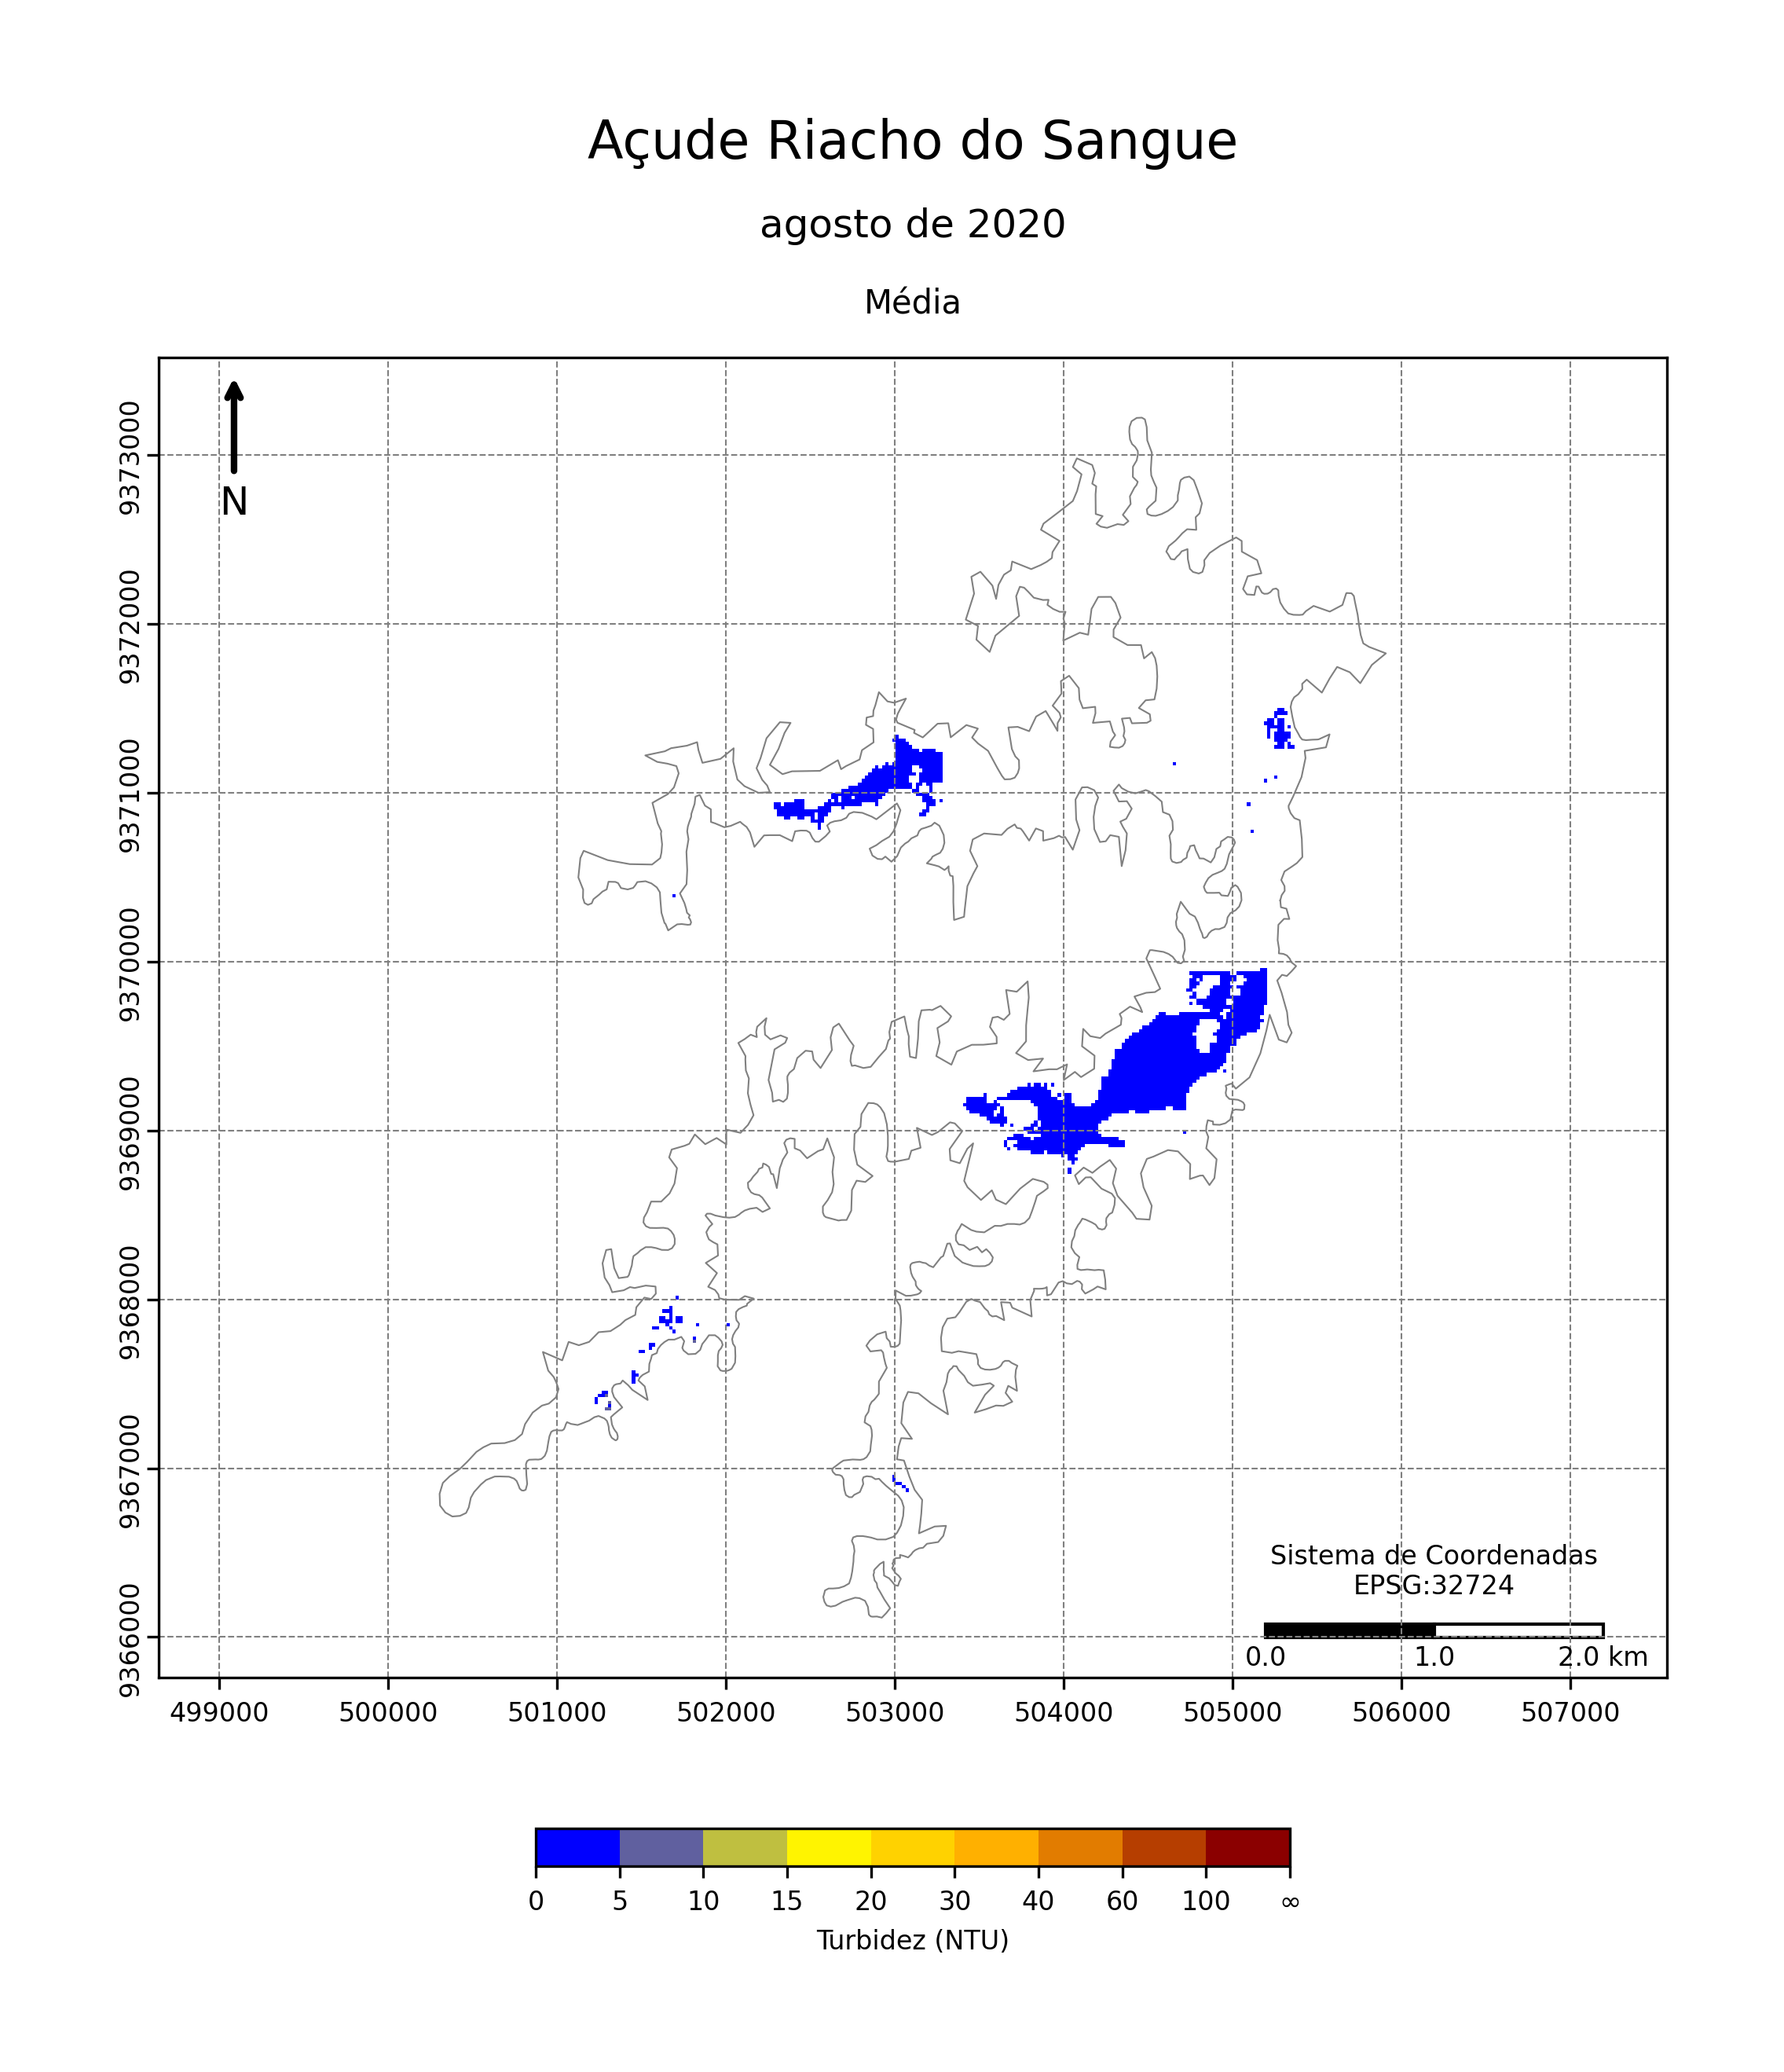 Açude Riacho do Sangue
agosto de 2020
Média
N
9373000
9372000
9371000
9370000
9369000
9368000
9367000
9366000
Sistema de Coordenadas
EPSG:32724
0.0 1.0 2.0 km
499000 500000 501000 502000 503000 504000 505000 506000 507000
0 5 10 15 20 30 40 60 100 ∞
Turbidez (NTU)